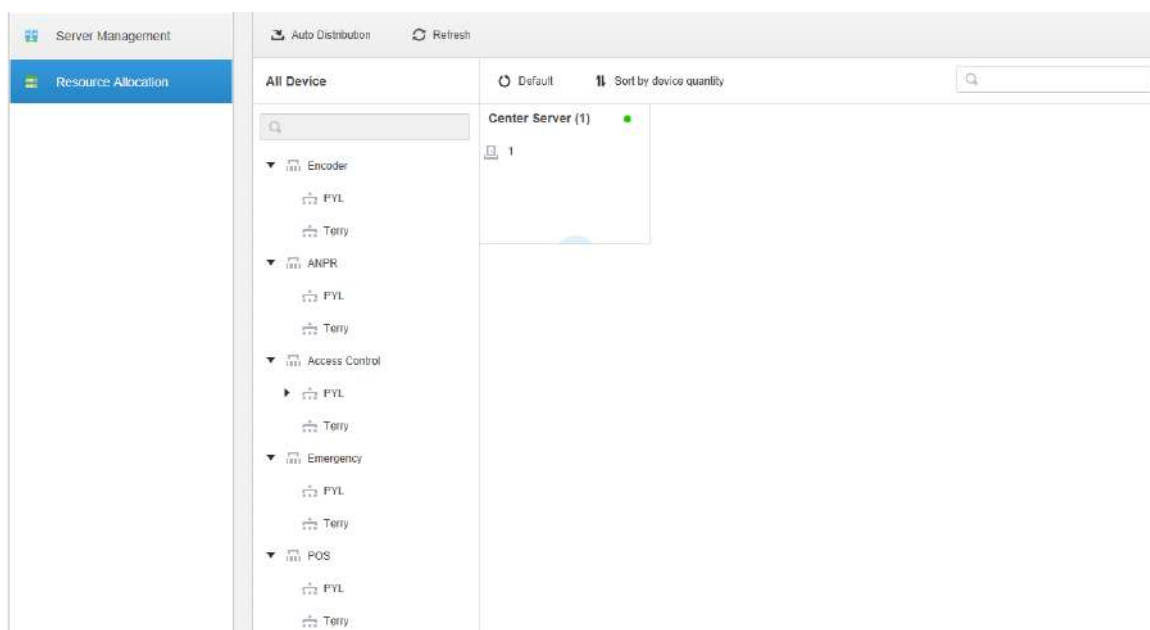 Server Management
Resource Allocation
Auto Distribution Refresh
All Device
Default Sort by device quantity
Center Server (1)
1
Encoder
PYL
Terry
ANPR
PYL
Terry
Access Control
PYL
Terry
Emergency
PYL
Terry
POS
PYL
Terry